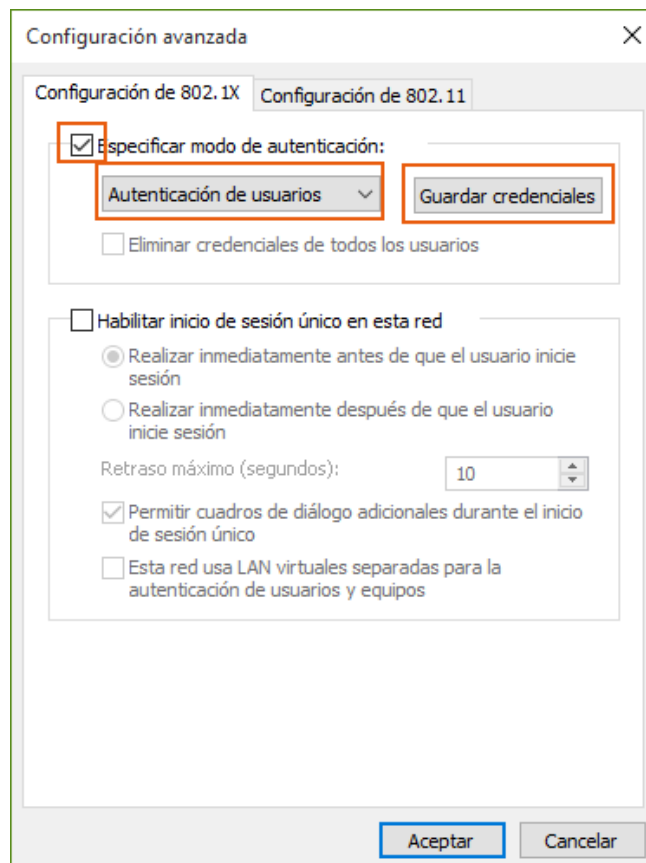 Configuración avanzada
Configuración de 802.1X
Configuración de 802.11
Especificar modo de autenticación:
Autenticación de usuarios
Guardar credenciales
Eliminar credenciales de todos los usuarios
Habilitar inicio de sesión único en esta red
Realizar inmediatamente antes de que el usuario inicie
sesión
Realizar inmediatamente después de que el usuario
inicie sesión
Retraso máximo (segundos):
10
Permitir cuadros de diálogo adicionales durante el inicio
de sesión único
Esta red usa LAN virtuales separadas para la
autenticación de usuarios y equipos
Aceptar
Cancelar